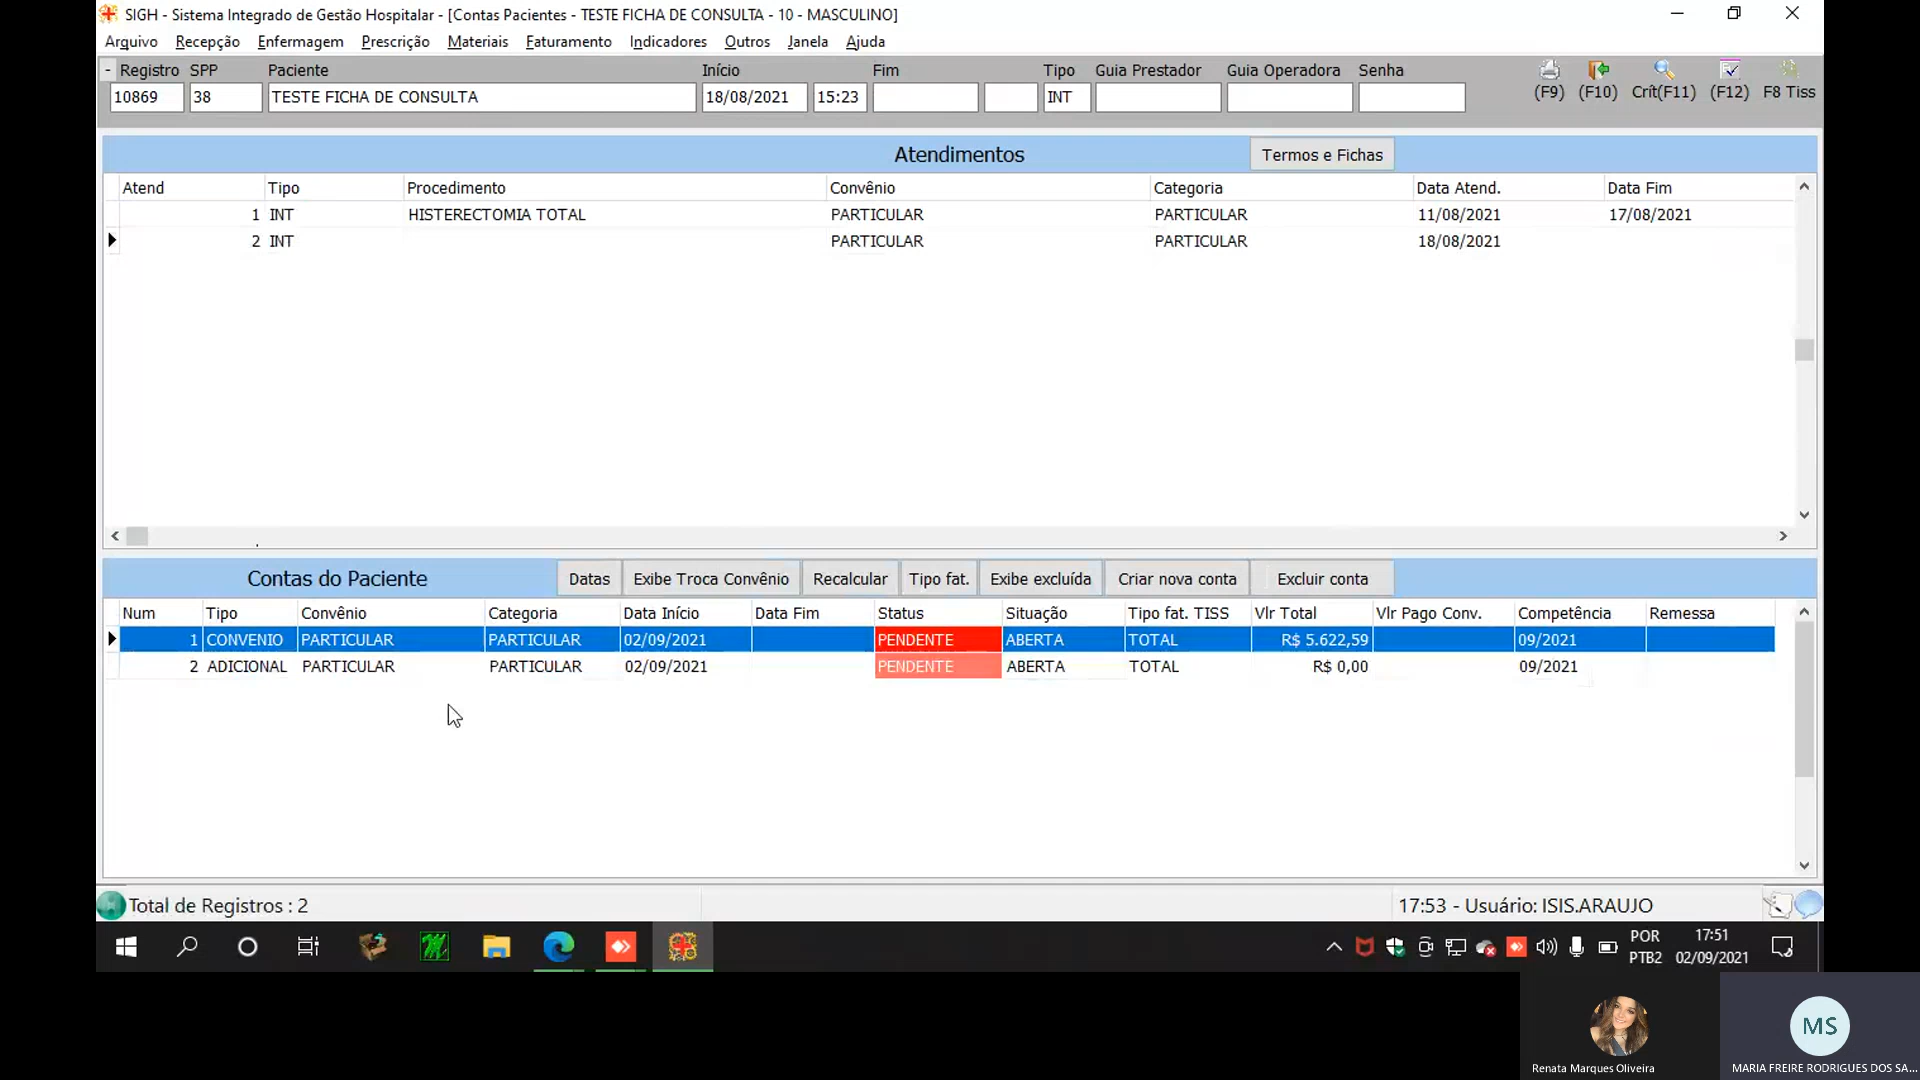 SIGH - Sistema Integrado de Gestão Hospitalar - [Contas Pacientes - TESTE FICHA DE CONSULTA - 10 - MASCULINO]
Arquivo Recepção Enfermagem Prescrição Materiais Faturamento Indicadores Outros Janela Ajuda
- Registro SPP Paciente Início Fim Tipo Guia Prestador Guia Operadora Senha
10869 38 TESTE FICHA DE CONSULTA 18/08/2021 15:23 INT
(F9) (F10) Crít(F11) (F12) F8 Tiss
Atendimentos Termos e Fichas
Atend Tipo Procedimento Convênio Categoria Data Atend. Data Fim
1 INT HISTERECTOMIA TOTAL PARTICULAR PARTICULAR 11/08/2021 17/08/2021
2 INT PARTICULAR PARTICULAR 18/08/2021
Contas do Paciente Datas Exibe Troca Convênio Recalcular Tipo fat. Exibe excluída Criar nova conta Excluir conta
Num Tipo Convênio Categoria Data Início Data Fim Status Situação Tipo fat. TISS Vlr Total Vlr Pago Conv. Competência Remessa
1 CONVENIO PARTICULAR PARTICULAR 02/09/2021 PENDENTE ABERTA TOTAL R$ 5.622,59 09/2021
2 ADICIONAL PARTICULAR PARTICULAR 02/09/2021 PENDENTE ABERTA TOTAL R$ 0,00 09/2021
Total de Registros : 2
17:53 - Usuário: ISIS.ARAUJO
POR 17:51
PTB2 02/09/2021
MS
Renata Marques Oliveira
MARIA FREIRE RODRIGUES DOS SA...